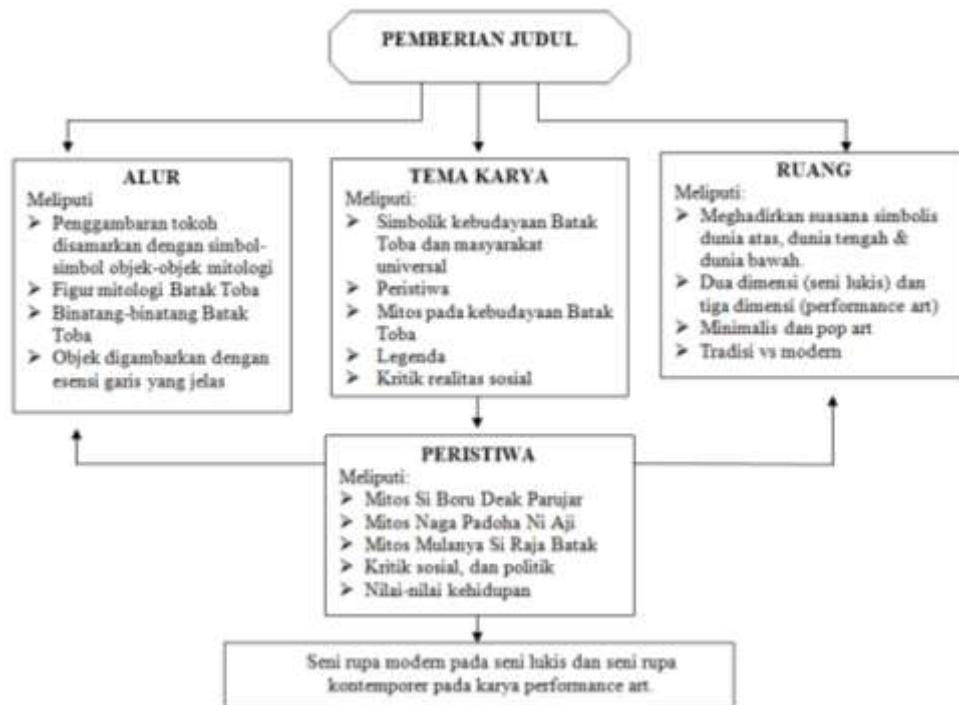 PEMBERIAN JUDUL
ALUR
Meliputi
➤ Penggambaran tokoh
disamarkan dengan simbol-
simbol objek-objek mitologi
➤ Figur mitologi Batak Toba
➤ Binatang-binatang Batak
Toba
➤ Objek digambarkan dengan
esensi garis yang jelas
TEMA KARYA
Meliputi:
➤ Simbolik kebudayaan Batak
Toba dan masyarakat
universal
➤ Peristiwa
➤ Mitos pada kebudayaan Batak
Toba
➤ Legenda
➤ Kritik realitas sosial
RUANG
Meliputi:
➤ Meghadirkan suasana simbolis
dunia atas, dunia tengah &
dunia bawah.
➤ Dua dimensi (seni lukis) dan
tiga dimensi (performance art)
➤ Minimalis dan pop art
➤ Tradisi vs modern
PERISTIWA
Meliputi:
➤ Mitos Si Boru Deak Parujar
➤ Mitos Naga Padoha Ni Aji
➤ Mitos Mulanya Si Raja Batak
➤ Kritik sosial, dan politik
➤ Nilai-nilai kehidupan
Seni rupa modern pada seni lukis dan seni rupa
kontemporer pada karya performance art.